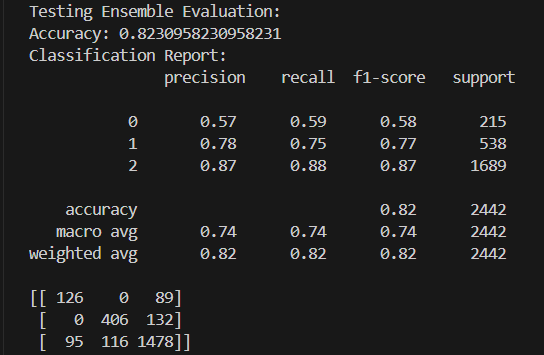 Testing Ensemble Evaluation:
Accuracy: 0.8230958230958231
Classification Report:
              precision    recall  f1-score   support

           0       0.57      0.59      0.58       215
           1       0.78      0.75      0.77       538
           2       0.87      0.88      0.87      1689

    accuracy                           0.82      2442
   macro avg       0.74      0.74      0.74      2442
weighted avg       0.82      0.82      0.82      2442

[[ 126    0   89]
 [   0  406  132]
 [  95  116 1478]]